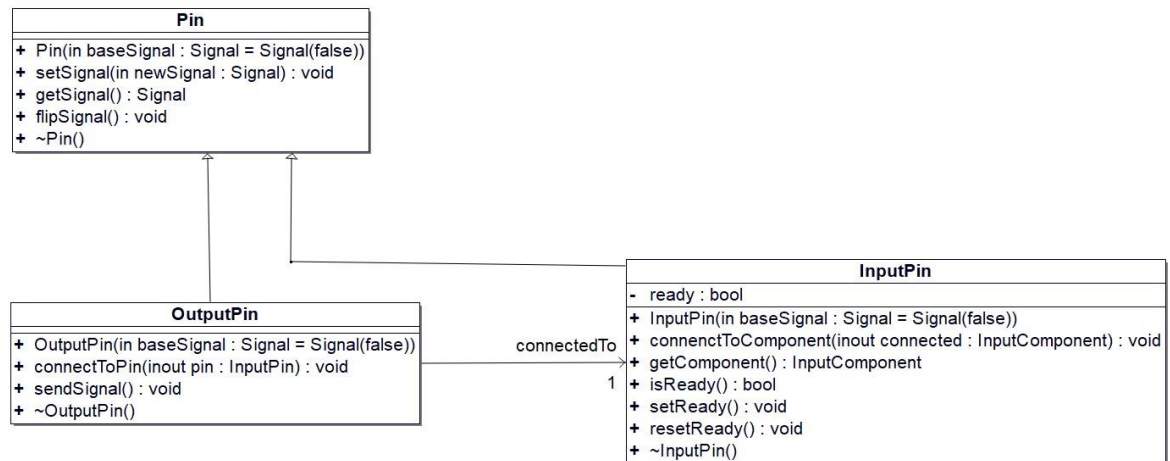 Pin
+ Pin(in baseSignal : Signal = Signal(false))
+ setSignal(in newSignal : Signal) : void
+ getSignal() : Signal
+ flipSignal() : void
+ ~Pin()
OutputPin
+ OutputPin(in baseSignal : Signal = Signal(false))
+ connectToPin(inout pin : InputPin) : void
+ sendSignal() : void
+ ~OutputPin()
connectedTo
1
InputPin
- ready : bool
+ InputPin(in baseSignal : Signal = Signal(false))
+ connenctToComponent(inout connected : InputComponent) : void
+ getComponent() : InputComponent
+ isReady() : bool
+ setReady() : void
+ resetReady() : void
+ ~InputPin()